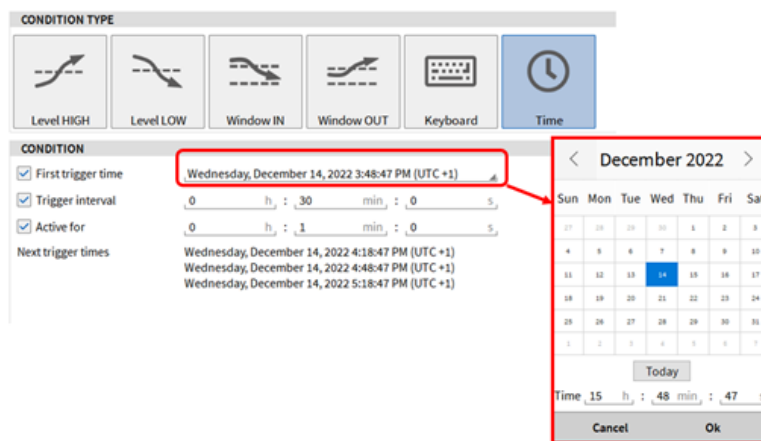 CONDITION TYPE
Level HIGH Level LOW Window IN Window OUT Keyboard Time
CONDITION
First trigger time Wednesday, December 14, 2022 3:48:47 PM (UTC +1)
Trigger interval 0 h : 30 min : 0 s
Active for 0 h : 1 min : 0 s
Next trigger times Wednesday, December 14, 2022 4:18:47 PM (UTC +1)
Wednesday, December 14, 2022 4:48:47 PM (UTC +1)
Wednesday, December 14, 2022 5:18:47 PM (UTC +1)
< December 2022 >
Sun Mon Tue Wed Thu Fri Sat
27 28 29 30 1 2 3
4 5 6 7 8 9 10
11 12 13 14 15 16 17
18 19 20 21 22 23 24
25 26 27 28 29 30 31
1 2 3 4 5 6 7
Today
Time 15 h : 48 min : 47 s
Cancel Ok